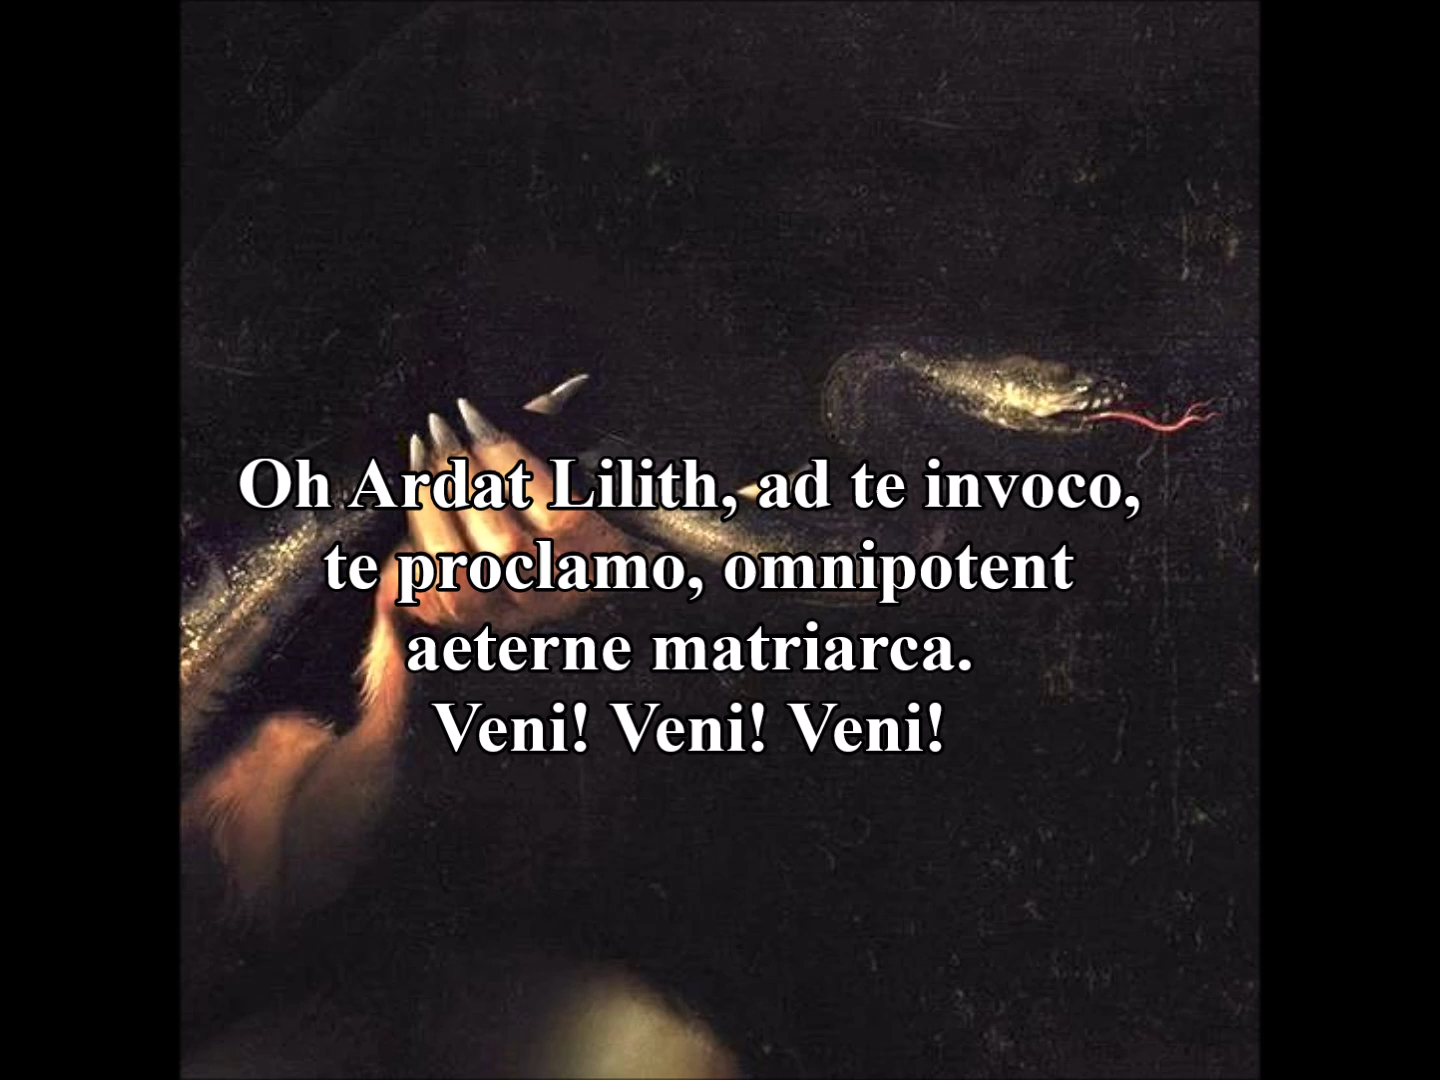 Oh Ardat Lilith, ad te invoco,
te proclamo, omnipotent
aeterne matriarca.
Veni! Veni! Veni!